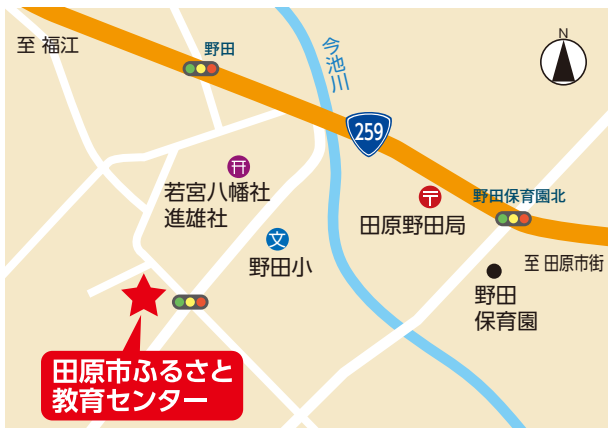 至 福江
野田
今池川
N
259
若宮八幡社
進雄社
文
野田小
〒
田原野田局
野田保育園北
至 田原市街
野田
保育園
田原市ふるさと
教育センター